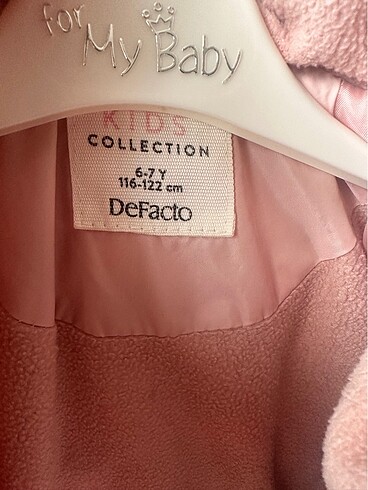 for
My Baby
KIDS
COLLECTION
6-7 Y
116-122 cm
DeFacto